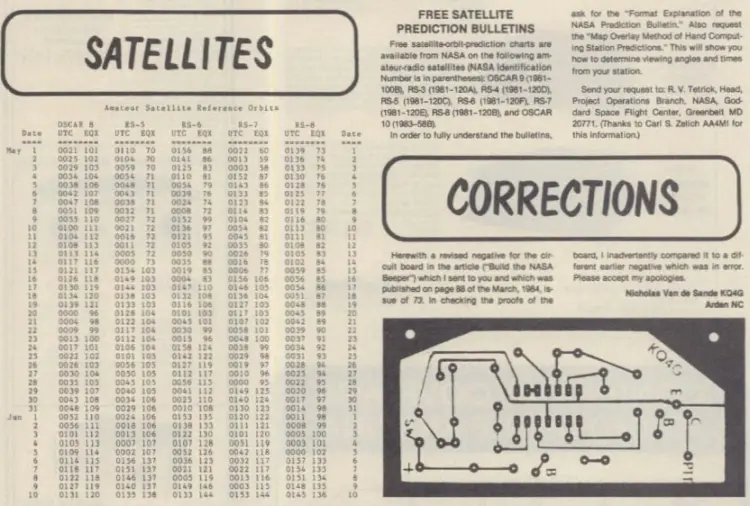 SATELLITES
Amateur Satellite Reference Orbits
OSCAR 8 RS-5 RS-6 RS-7 RS-8
Date UTC EQX UTC EQX UTC EQX UTC EQX UTC EQX Date
May 1 0021 101 0110 70 0156 88 0022 60 0139 73 1
2 0025 102 0104 70 0141 86 0013 59 0136 74 2
3 0029 103 0059 70 0125 83 0003 58 0133 75 3
4 0034 104 0054 71 0110 81 0152 87 0130 76 4
5 0038 106 0048 71 0054 79 0143 86 0128 76 5
6 0042 107 0043 71 0039 76 0133 85 0125 77 6
7 0047 108 0038 71 0024 74 0123 84 0122 78 7
8 0051 109 0032 71 0008 72 0114 83 0119 79 8
9 0055 110 0027 72 0152 99 0104 82 0116 80 9
10 0100 111 0021 72 0136 97 0054 82 0113 80 10
11 0104 112 0016 72 0121 95 0045 81 0111 81 11
12 0108 113 0011 72 0105 92 0035 80 0108 82 12
13 0113 114 0005 72 0050 90 0026 79 0105 83 13
14 0117 116 0000 73 0035 88 0016 78 0102 84 14
15 0121 117 0154 103 0019 85 0006 77 0059 85 15
16 0126 118 0149 103 0004 83 0156 106 0056 85 16
17 0130 119 0144 103 0147 110 0146 105 0054 86 17
18 0134 120 0138 103 0132 108 0136 104 0051 87 18
19 0139 121 0133 103 0116 106 0127 103 0048 88 19
20 0000 96 0128 104 0101 103 0117 103 0045 89 20
21 0004 98 0122 104 0045 101 0107 102 0042 89 21
22 0009 99 0117 104 0030 99 0058 101 0039 90 22
23 0013 100 0112 104 0015 96 0048 100 0037 91 23
24 0017 101 0106 104 0158 124 0038 99 0034 92 24
25 0022 102 0101 105 0142 122 0029 98 0031 93 25
26 0026 103 0056 105 0127 119 0019 97 0028 94 26
27 0030 104 0050 105 0112 117 0010 96 0025 94 27
28 0035 105 0045 105 0056 115 0000 95 0022 95 28
29 0039 107 0040 105 0041 112 0149 125 0020 96 29
30 0043 108 0034 106 0025 110 0140 124 0017 97 30
31 0048 109 0029 106 0010 108 0130 123 0014 98 31
Jun 1 0052 110 0024 106 0153 135 0120 122 0011 98 1
2 0056 111 0018 106 0138 133 0111 121 0008 99 2
3 0101 112 0013 106 0122 130 0101 120 0005 100 3
4 0105 113 0007 107 0107 128 0051 119 0003 101 4
5 0109 114 0002 107 0052 126 0042 118 0000 102 5
6 0114 115 0156 137 0036 123 0032 117 0157 133 6
7 0118 117 0151 137 0021 121 0022 117 0154 133 7
8 0122 118 0146 137 0005 119 0013 116 0151 134 8
9 0127 119 0140 137 0149 146 0003 115 0148 135 9
10 0131 120 0135 138 0133 144 0153 144 0145 136 10
FREE SATELLITE
PREDICTION BULLETINS
Free satellite-orbit-prediction charts are
available from NASA on the following am-
ateur-radio satellites (NASA Identification
Number is in parentheses): OSCAR 9 (1981-
100B), RS-3 (1981-120A), RS-4 (1981-120D),
RS-5 (1981-120C), RS-6 (1981-120F), RS-7
(1981-120E), RS-8 (1981-120B), and OSCAR
10 (1983-58B).
In order to fully understand the bulletins,
ask for the "Format Explanation of the
NASA Prediction Bulletin." Also request
the "Map Overlay Method of Hand Comput-
ing Station Predictions." This will show you
how to determine viewing angles and times
from your station.
Send your request to: R. V. Tetrick, Head,
Project Operations Branch, NASA, God-
dard Space Flight Center, Greenbelt MD
20771. (Thanks to Carl S. Zelich AA4MI for
this information.)
CORRECTIONS
Herewith a revised negative for the cir-
cuit board in the article ("Build the NASA
Beeper") which I sent to you and which was
published on page 88 of the March, 1984, is-
sue of 73. In checking the proofs of the
board, I inadvertently compared it to a dif-
ferent earlier negative which was in error.
Please accept my apologies.
Nicholas Van de Sande KQ4G
Arden NC
KQ4G
E
C
B
SW
+
B
PTT